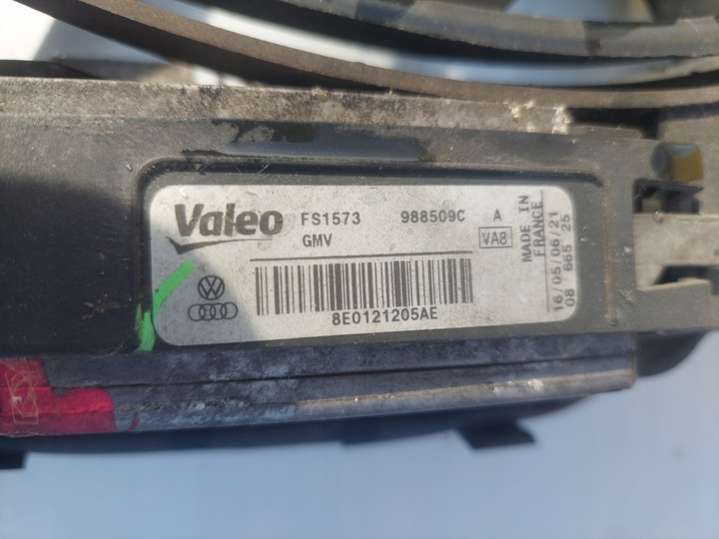 Valeo FS1573 988509C A
GMV VA8
8E0121205AE
MADE IN
FRANCE
16/05/06/21
08 665 25